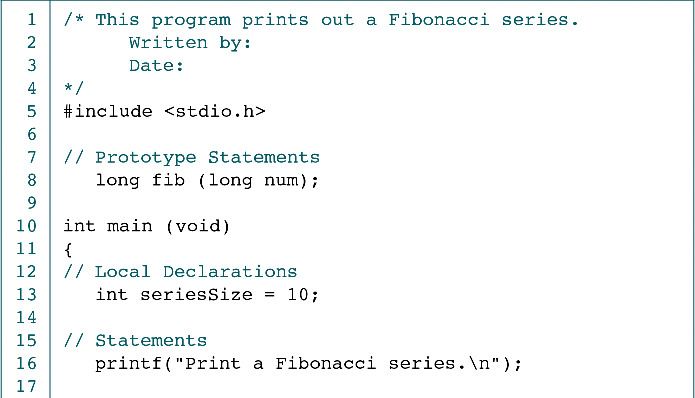 1 /* This program prints out a Fibonacci series.
2 Written by:
3 Date:
4 */
5 #include <stdio.h>
6
7 // Prototype Statements
8 long fib (long num);
9
10 int main (void)
11 {
12 // Local Declarations
13 int seriesSize = 10;
14
15 // Statements
16 printf("Print a Fibonacci series.\n");
17